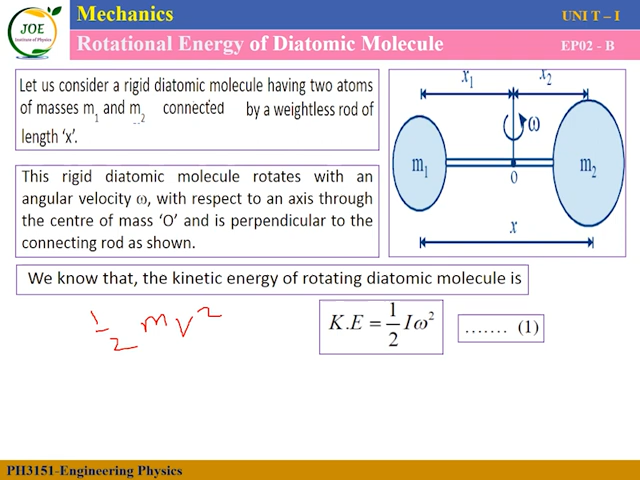 JOE
Institute of Physics
Mechanics
UNIT – I
Rotational Energy of Diatomic Molecule
EP02 - B
Let us consider a rigid diatomic molecule having two atoms
of masses m₁ and m₂ connected by a weightless rod of
length ‘x’.
This rigid diatomic molecule rotates with an
angular velocity ω, with respect to an axis through
the centre of mass ‘O’ and is perpendicular to the
connecting rod as shown.
x₁ x₂
ω
m₁ O m₂
x
We know that, the kinetic energy of rotating diatomic molecule is
1/2 mv²
K.E = 1/2 Iω² ....... (1)
PH3151-Engineering Physics